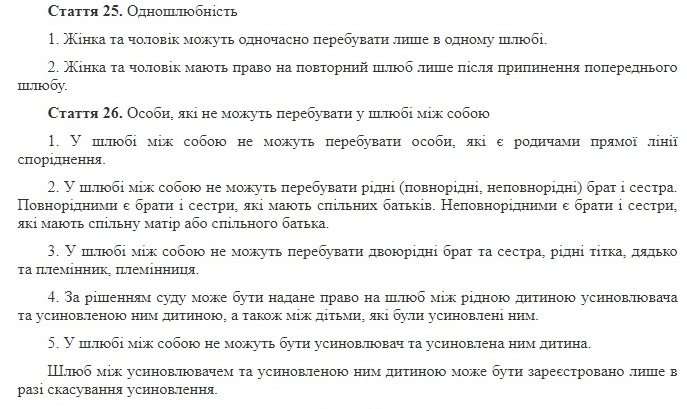 Стаття 25. Одношлюбність
1. Жінка та чоловік можуть одночасно перебувати лише в одному шлюбі.
2. Жінка та чоловік мають право на повторний шлюб лише після припинення попереднього
шлюбу.
Стаття 26. Особи, які не можуть перебувати у шлюбі між собою
1. У шлюбі між собою не можуть перебувати особи, які є родичами прямої лінії
споріднення.
2. У шлюбі між собою не можуть перебувати рідні (повнорідні, неповнорідні) брат і сестра.
Повнорідними є брати і сестри, які мають спільних батьків. Неповнорідними є брати і сестри,
які мають спільну матір або спільного батька.
3. У шлюбі між собою не можуть перебувати двоюрідні брат та сестра, рідні тітка, дядько
та племінник, племінниця.
4. За рішенням суду може бути надане право на шлюб між рідною дитиною усиновлювача
та усиновленою ним дитиною, а також між дітьми, які були усиновлені ним.
5. У шлюбі між собою не можуть бути усиновлювач та усиновлена ним дитина.
Шлюб між усиновлювачем та усиновленою ним дитиною може бути зареєстровано лише в
разі скасування усиновлення.